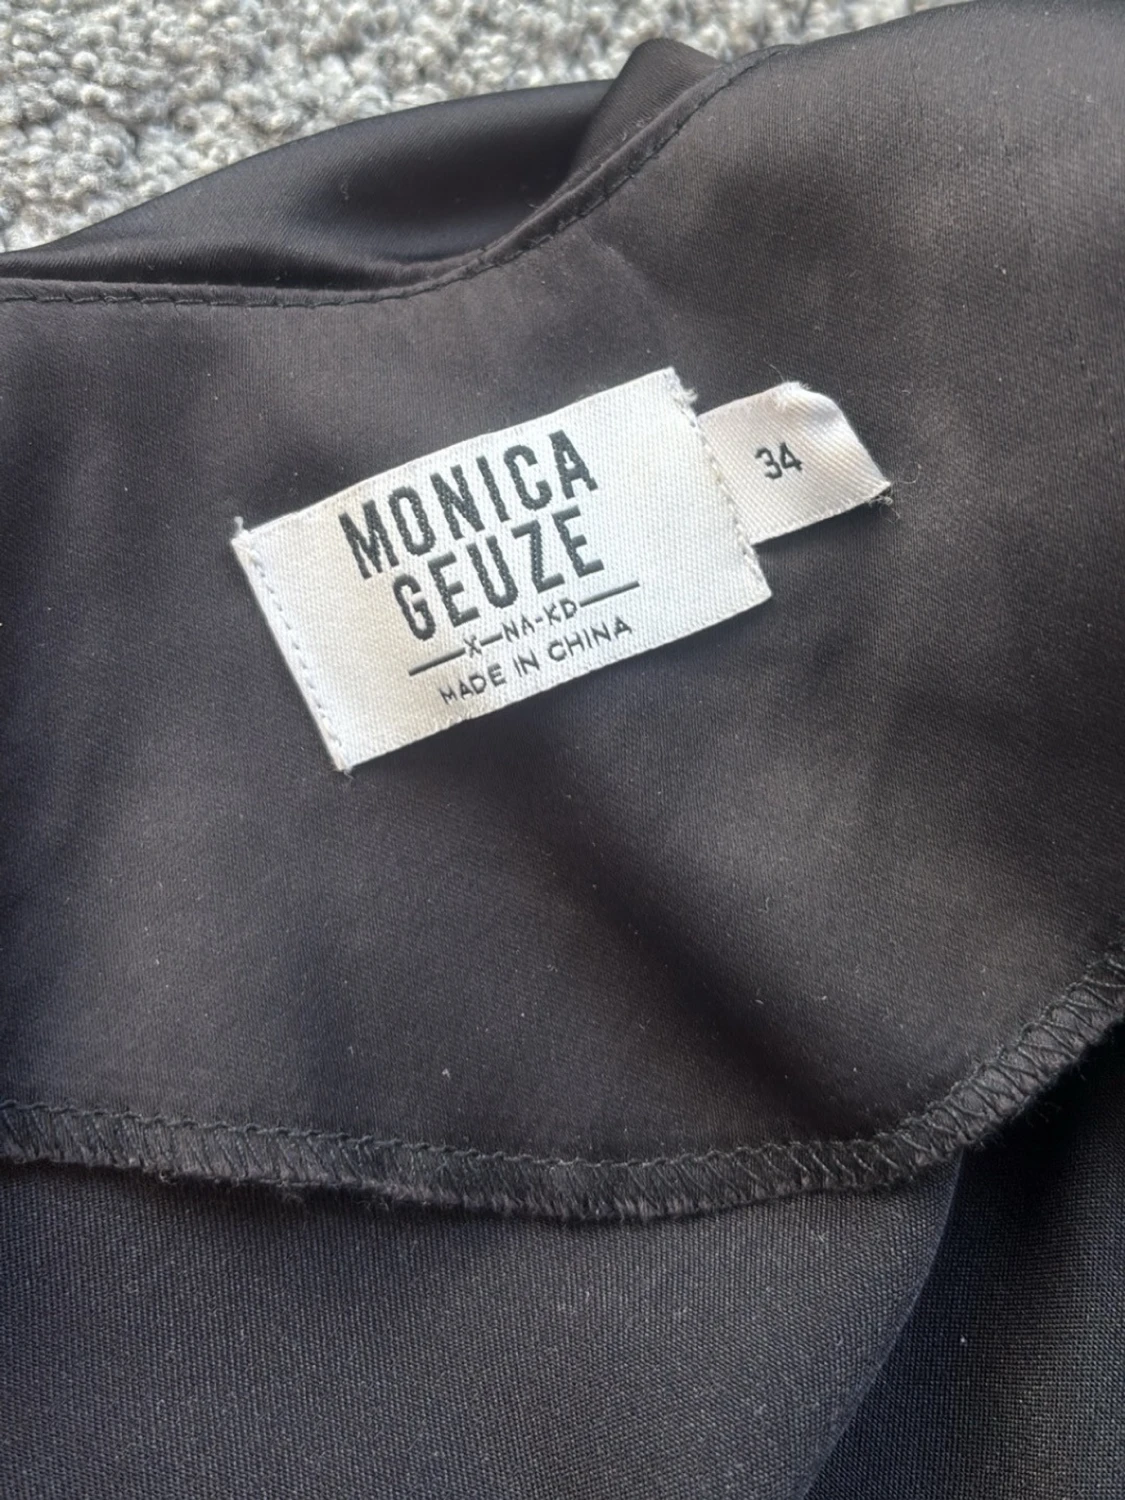 MONICA
GEUZE
X-NA-KD
MADE IN CHINA
34